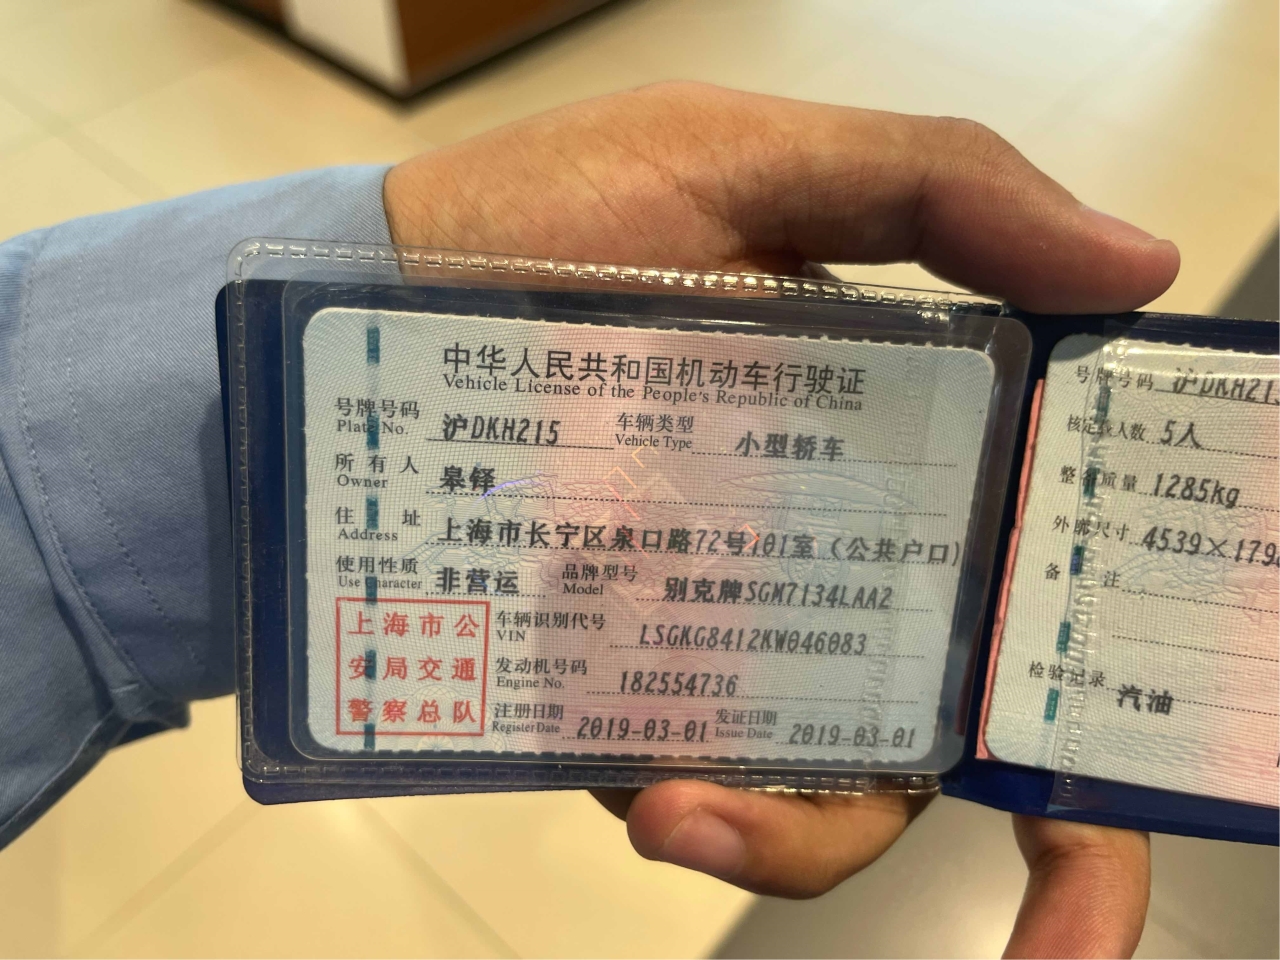 中华人民共和国机动车行驶证
Vehicle License of the People's Republic of China
号牌号码 沪DKH215 车辆类型 小型轿车
Plate No. Vehicle Type
所有人 皋铎
Owner
住址 上海市长宁区泉口路72号101室（公共户口）
Address
使用性质 非营运 品牌型号 别克牌SGM7134LAA2
Use Character Model
上海市公
安局交通
警察总队
车辆识别代号 LSGKG8412KW046083
VIN
发动机号码 182554736
Engine No.
注册日期 2019-03-01 发证日期 2019-03-01
Register Date Issue Date
号牌号码 沪DKH215
核定载人数 5人
整备质量 1285kg
外廓尺寸 4539×179
备注
检验记录 汽油